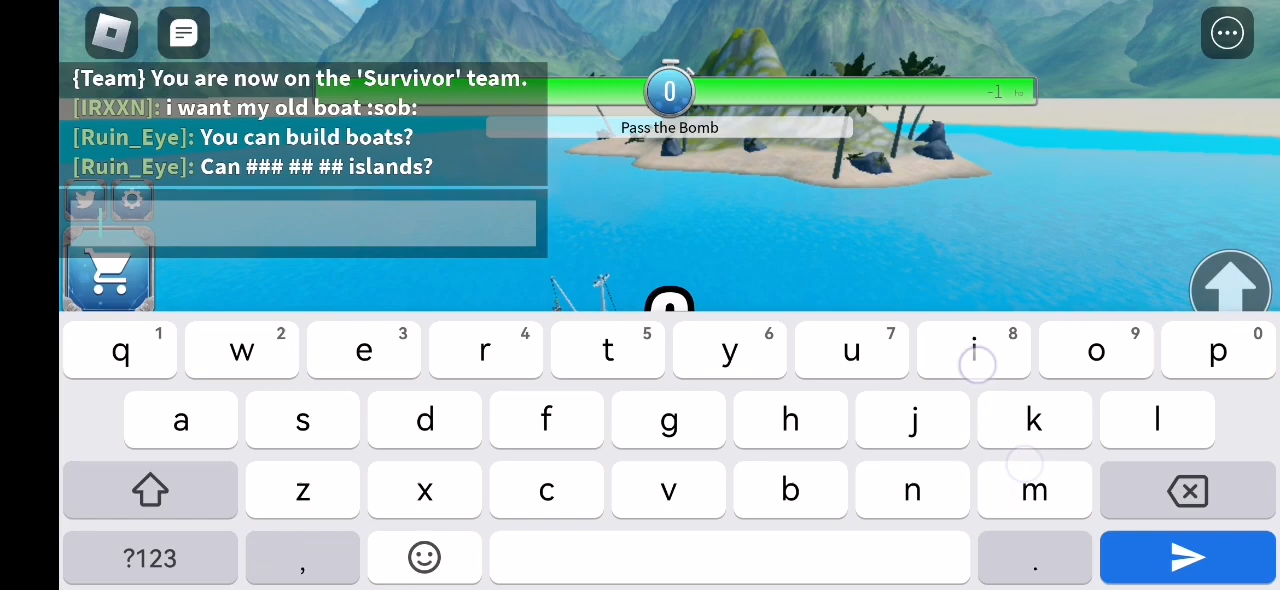 {Team} You are now on the 'Survivor' team.
[IRXXN]: i want my old boat :sob:
[Ruin_Eye]: You can build boats?
[Ruin_Eye]: Can ### ## ## islands?
0
-1 hp
Pass the Bomb
q 1 w 2 e 3 r 4 t 5 y 6 u 7 i 8 o 9 p 0
a s d f g h j k l
z x c v b n m
?123 , .